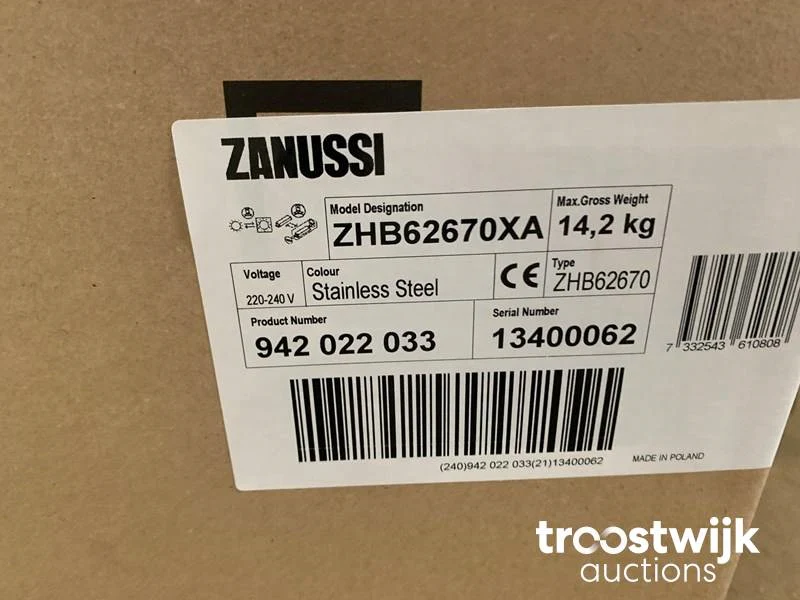 ZANUSSI
Model Designation
ZHB62670XA
Max.Gross Weight
14,2 kg
Voltage
220-240 V
Colour
Stainless Steel
CE
Type
ZHB62670
Product Number
942 022 033
Serial Number
13400062
7 332543 610808
(240)942 022 033(21)13400062
MADE IN POLAND
troostwijk
auctions